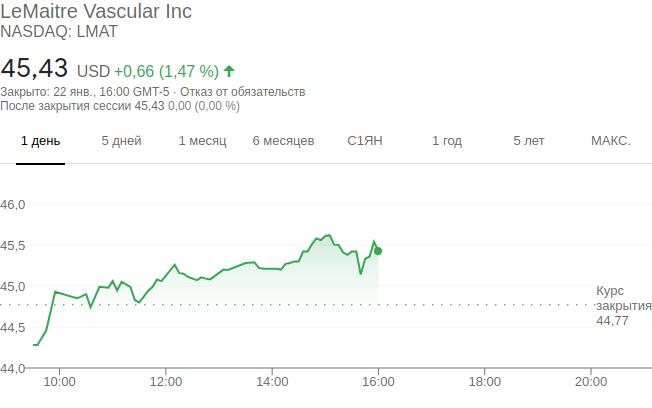 LeMaitre Vascular Inc
NASDAQ: LMAT
45,43 USD +0,66 (1,47 %)
Закрыто: 22 янв., 16:00 GMT-5 · Отказ от обязательств
После закрытия сессии 45,43 0,00 (0,00 %)
1 день 5 дней 1 месяц 6 месяцев С1ЯН 1 год 5 лет МАКС.
46,0
45,5
45,0
Курс
закрытия
44,77
44,5
44,0
10:00 12:00 14:00 16:00 18:00 20:00